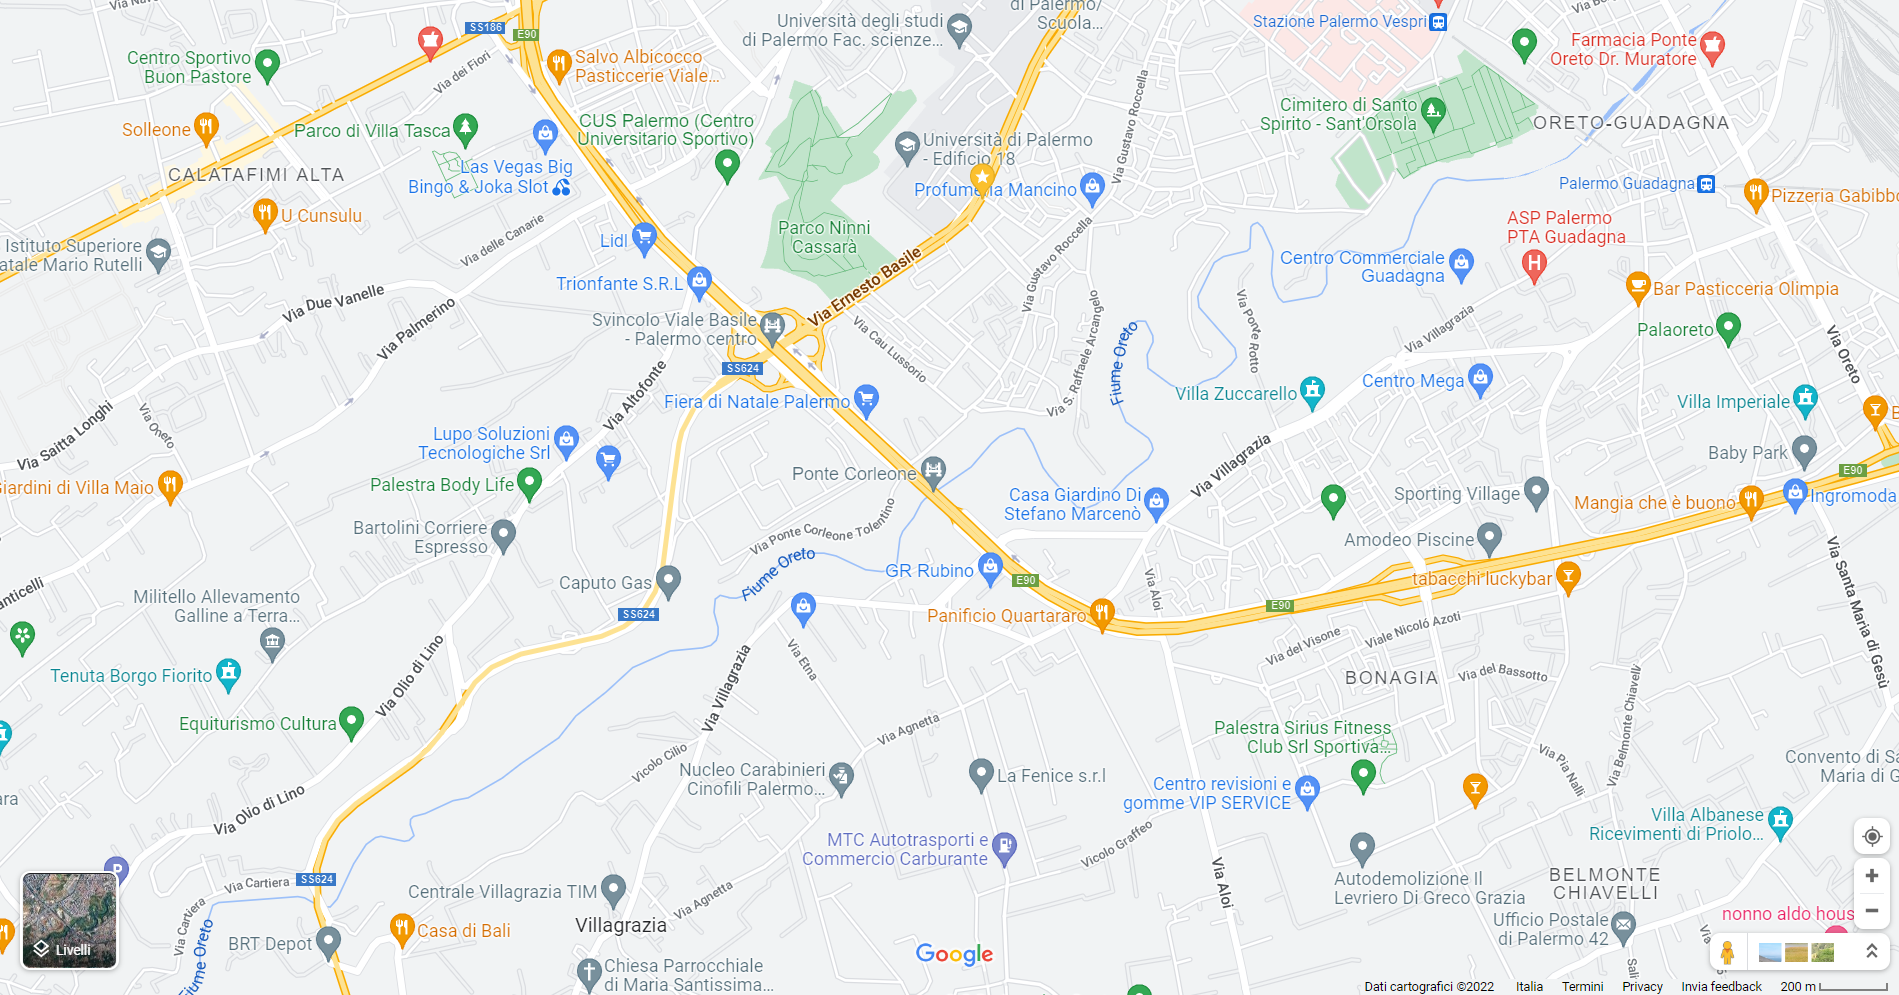 SS186
E90
Università degli studi
di Palermo Fac. scienze...
di Palermo/
Scuola...
Stazione Palermo Vespri
Farmacia Ponte
Oreto Dr. Muratore
Centro Sportivo
Buon Pastore
Via dei Fiori
Salvo Albicocco
Pasticcerie Viale...
Solleone
Parco di Villa Tasca
CUS Palermo (Centro
Universitario Sportivo)
Università di Palermo
- Edificio 18
Via Gustavo Roccella
Cimitero di Santo
Spirito - Sant'Orsola
ORETO-GUADAGNA
CALATAFIMI ALTA
Las Vegas Big
Bingo & Joka Slot
Profumeria Mancino
Palermo Guadagna
Pizzeria Gabibbo
U Cunsulu
Via delle Canarie
Lidl
Parco Ninni
Cassarà
ASP Palermo
PTA Guadagna
Istituto Superiore
Natale Mario Rutelli
Trionfante S.R.L
Via Ernesto Basile
Via Gustavo Roccella
Centro Commerciale
Guadagna
Bar Pasticceria Olimpia
Via Due Vanelle
Via Palmerino
Svincolo Viale Basile
- Palermo centro
Via Cau Lussorio
Via S. Raffaele Arcangelo
Fiume Oreto
Via Ponte Rotto
Via Villagrazia
Palaoreto
Via Oreto
SS624
Via Altofonte
Fiera di Natale Palermo
Villa Zuccarello
Centro Mega
Villa Imperiale
Via Saitta Longhi
Via Oneto
Lupo Soluzioni
Tecnologiche Srl
Ponte Corleone
Via Villagrazia
Baby Park
E90
Giardini di Villa Maio
Palestra Body Life
Casa Giardino Di
Stefano Marcenò
Sporting Village
Mangia che è buono
Ingromoda
Bartolini Corriere
Espresso
Via Ponte Corleone Tolentino
Amodeo Piscine
Caputo Gas
Fiume Oreto
GR Rubino
E90
Via Aloi
tabacchi luckybar
Via Santa Maria di Gesù
Militello Allevamento
Galline a Terra...
SS624
Panificio Quartararo
E90
Via del Visone
Viale Nicoló Azoti
Tenuta Borgo Fiorito
Via Olio di Lino
Via Etna
Via Villagrazia
BONAGIA
Via del Bassotto
Via Belmonte Chiavelli
Equiturismo Cultura
Via Agnetta
Palestra Sirius Fitness
Club Srl Sportiva...
Vicolo Cilio
Nucleo Carabinieri
Cinofili Palermo...
La Fenice s.r.l
Centro revisioni e
gomme VIP SERVICE
Via Pia Nalli
Convento di Sa
Maria di G
Via Olio di Lino
MTC Autotrasporti e
Commercio Carburante
Vicolo Graffeo
Villa Albanese
Ricevimenti di Priolo...
Via Cartiera
SS624
Centrale Villagrazia TIM
Via Agnetta
Via Aloi
Autodemolizione Il
Levriero Di Greco Grazia
BELMONTE
CHIAVELLI
Via Cartiera
Fiume Oreto
Livelli
BRT Depot
Casa di Bali
Villagrazia
Ufficio Postale
di Palermo 42
nonno aldo hous
Google
Chiesa Parrocchiale
di Maria Santissima...
Dati cartografici ©2022 Italia Termini Privacy Invia feedback 200 m